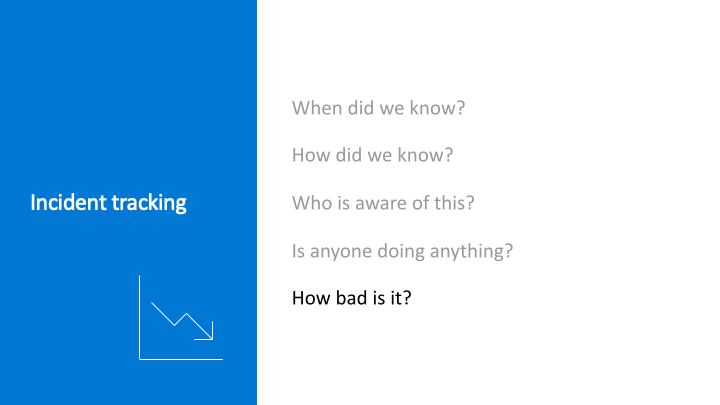 Incident tracking
When did we know?
How did we know?
Who is aware of this?
Is anyone doing anything?
How bad is it?